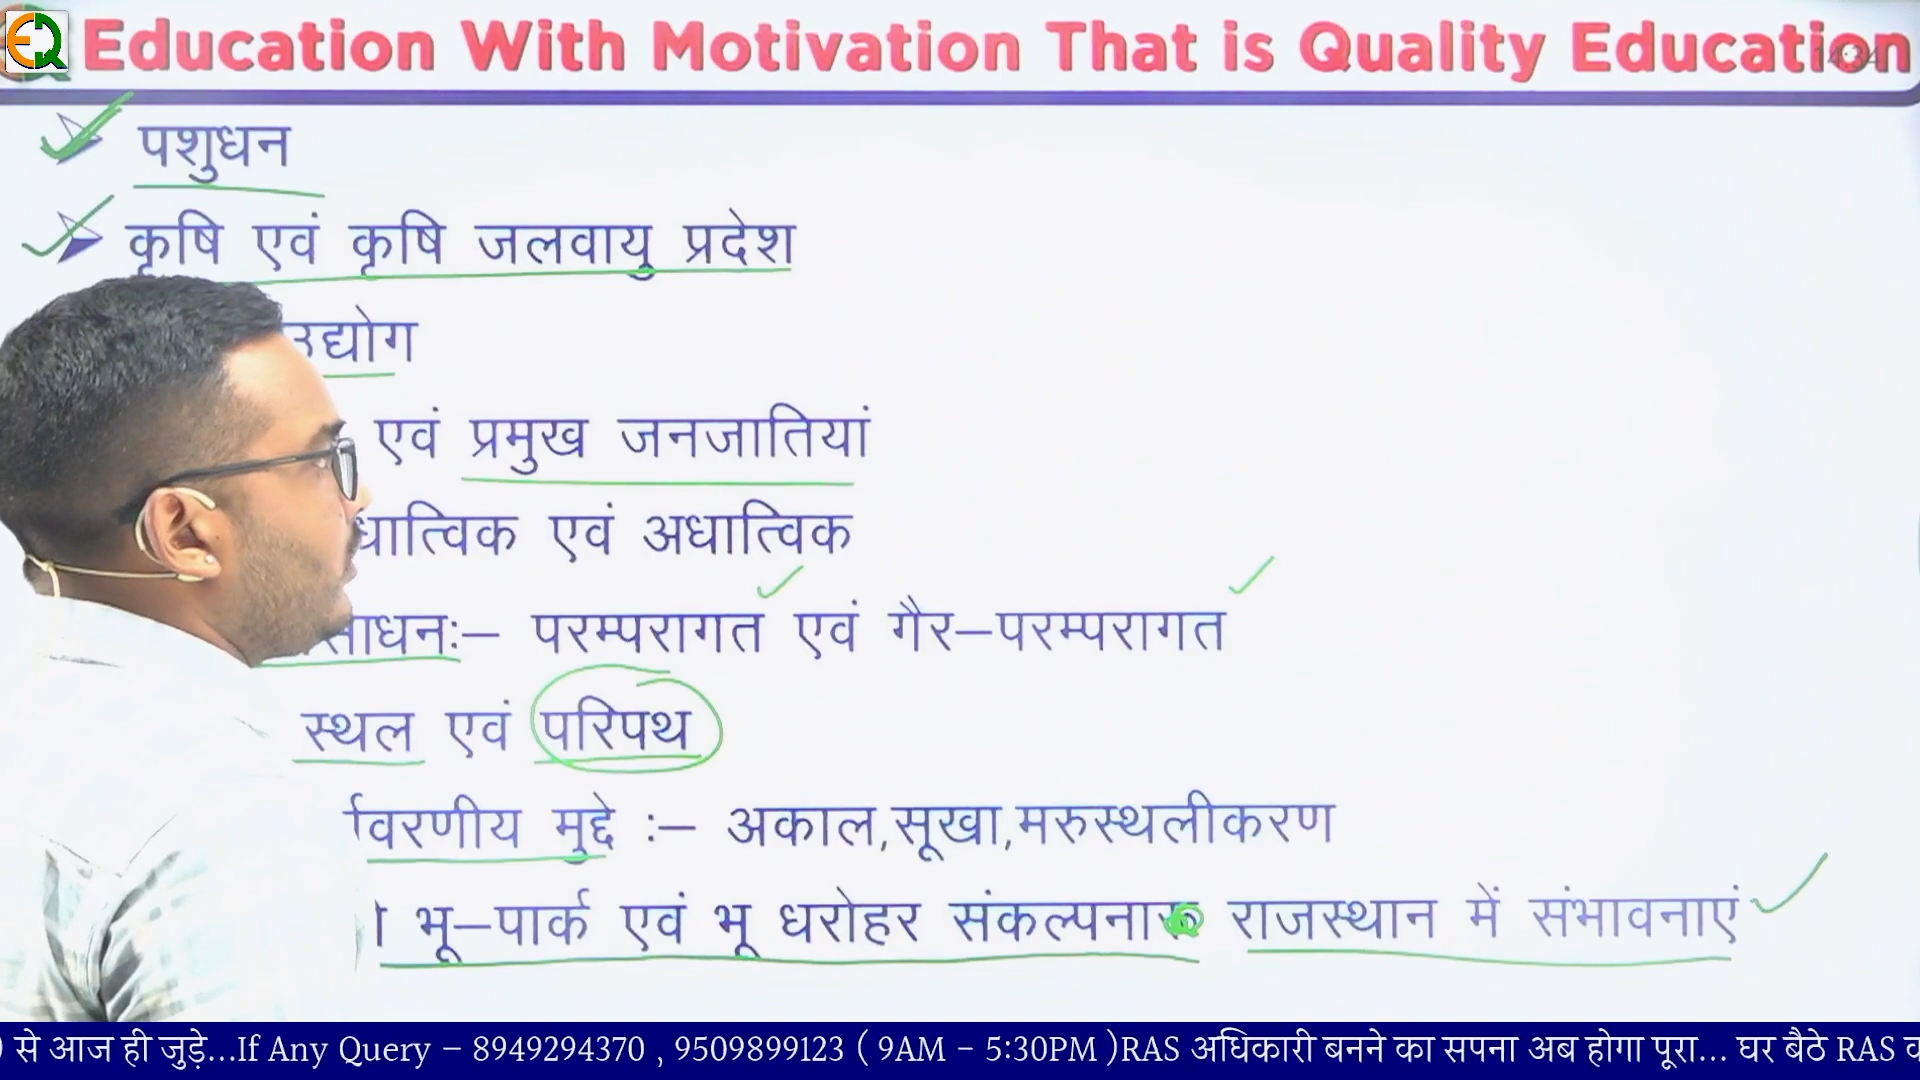 Education With Motivation That is Quality Education
पशुधन
कृषि एवं कृषि जलवायु प्रदेश
उद्योग
एवं प्रमुख जनजातियां
धात्विक एवं अधात्विक
:– परम्परागत एवं गैर–परम्परागत
स्थल एवं परिपथ
मुद्दे :– अकाल,सूखा,मरुस्थलीकरण
भू–पार्क एवं भू धरोहर संकल्पना राजस्थान में संभावनाएं
से आज ही जुड़े...If Any Query – 8949294370 , 9509899123 ( 9AM - 5:30PM )RAS अधिकारी बनने का सपना अब होगा पूरा... घर बैठे RAS